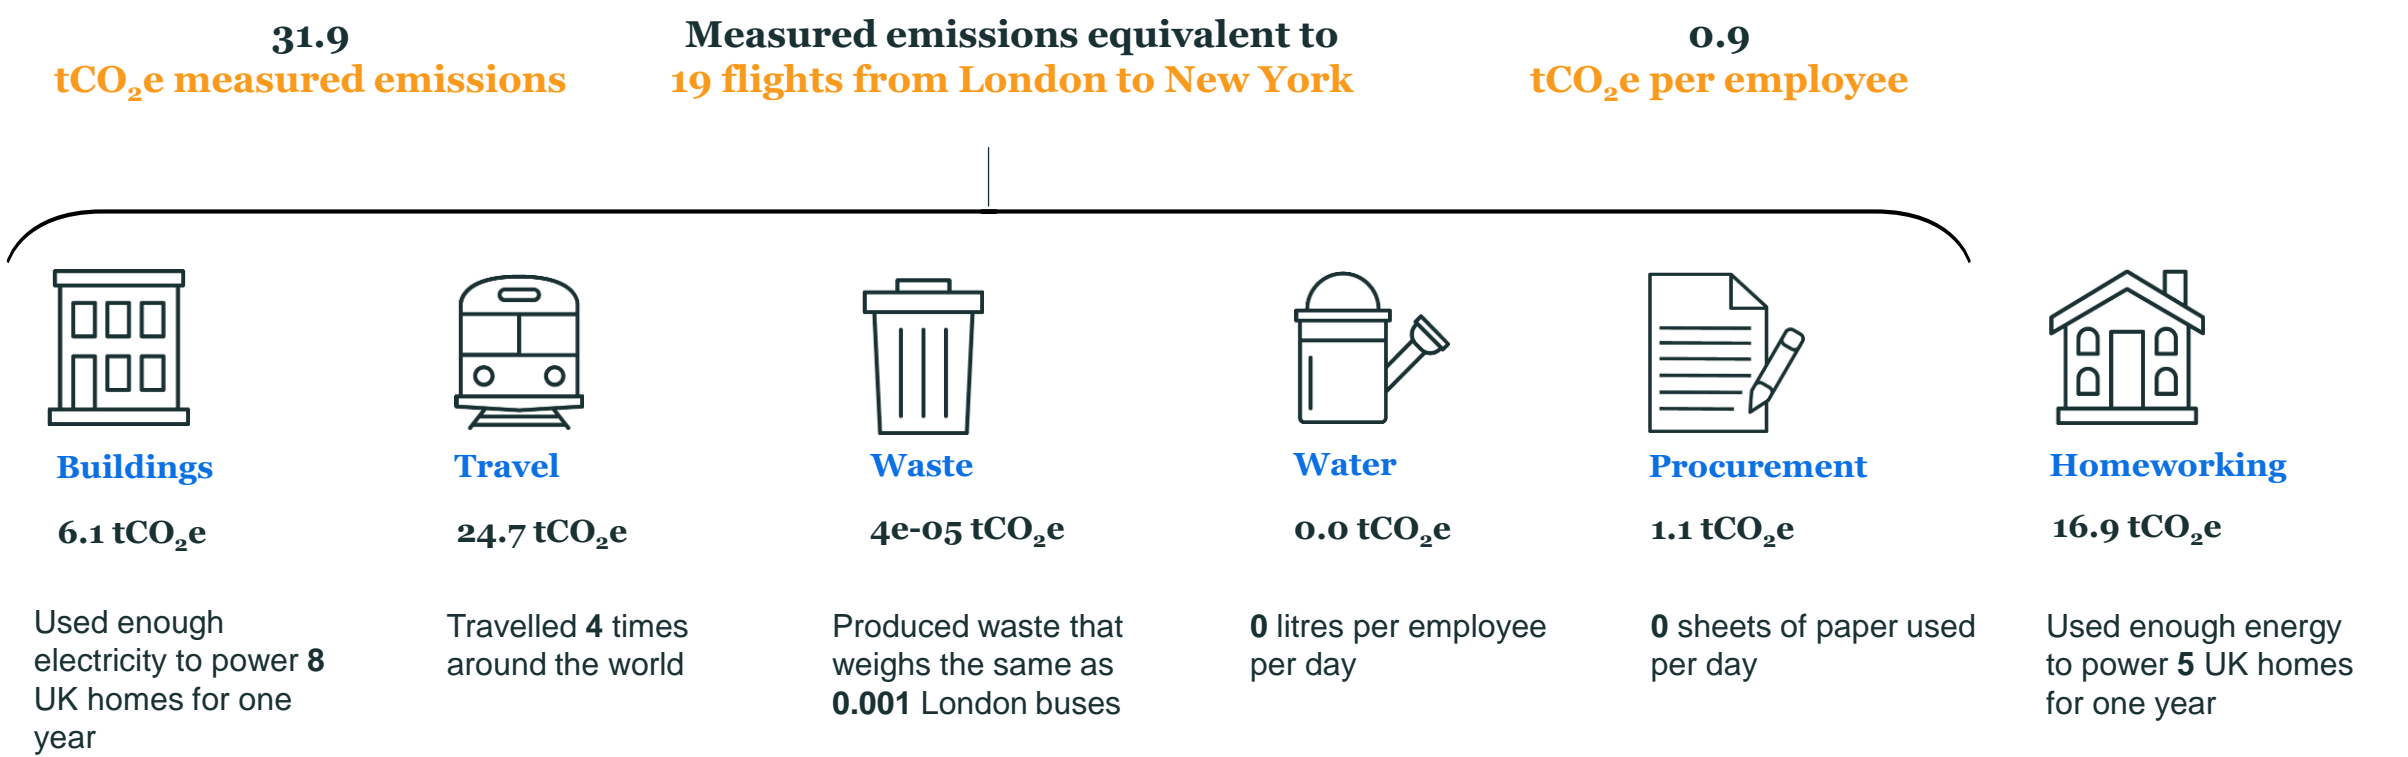 31.9
tCO₂e measured emissions
Measured emissions equivalent to
19 flights from London to New York
0.9
tCO₂e per employee
Buildings
6.1 tCO₂e
Used enough
electricity to power 8
UK homes for one
year
Travel
24.7 tCO₂e
Travelled 4 times
around the world
Waste
4e-05 tCO₂e
Produced waste that
weighs the same as
0.001 London buses
Water
0.0 tCO₂e
0 litres per employee
per day
Procurement
1.1 tCO₂e
0 sheets of paper used
per day
Homeworking
16.9 tCO₂e
Used enough energy
to power 5 UK homes
for one year